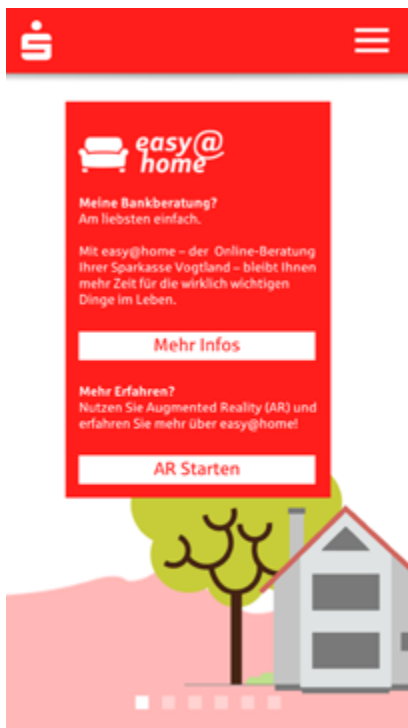 easy@
home
Meine Bankberatung?
Am liebsten einfach.
Mit easy@home – der Online-Beratung
Ihrer Sparkasse Vogtland – bleibt Ihnen
mehr Zeit für die wirklich wichtigen
Dinge im Leben.
Mehr Infos
Mehr Erfahren?
Nutzen Sie Augmented Reality (AR) und
erfahren Sie mehr über easy@home!
AR Starten